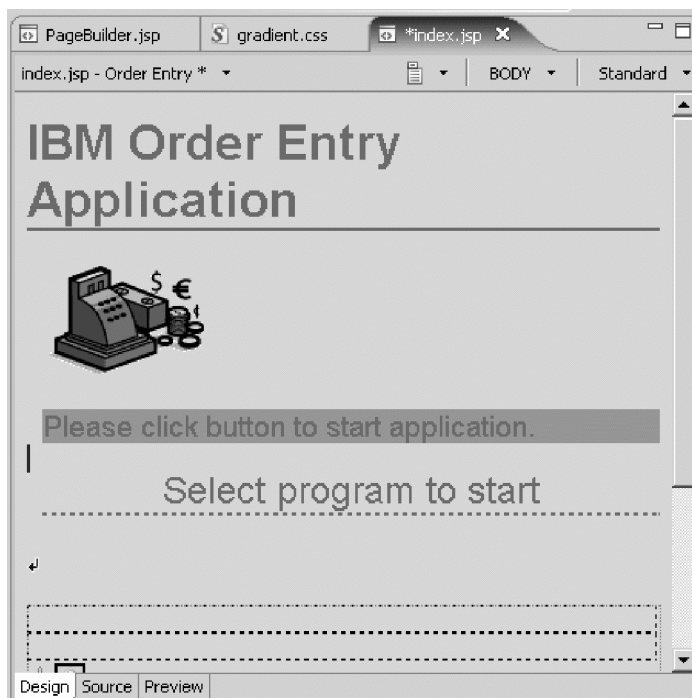 PageBuilder.jsp gradient.css *index.jsp
index.jsp - Order Entry * BODY Standard
IBM Order Entry
Application
$ €
Please click button to start application.
Select program to start
Design Source Preview